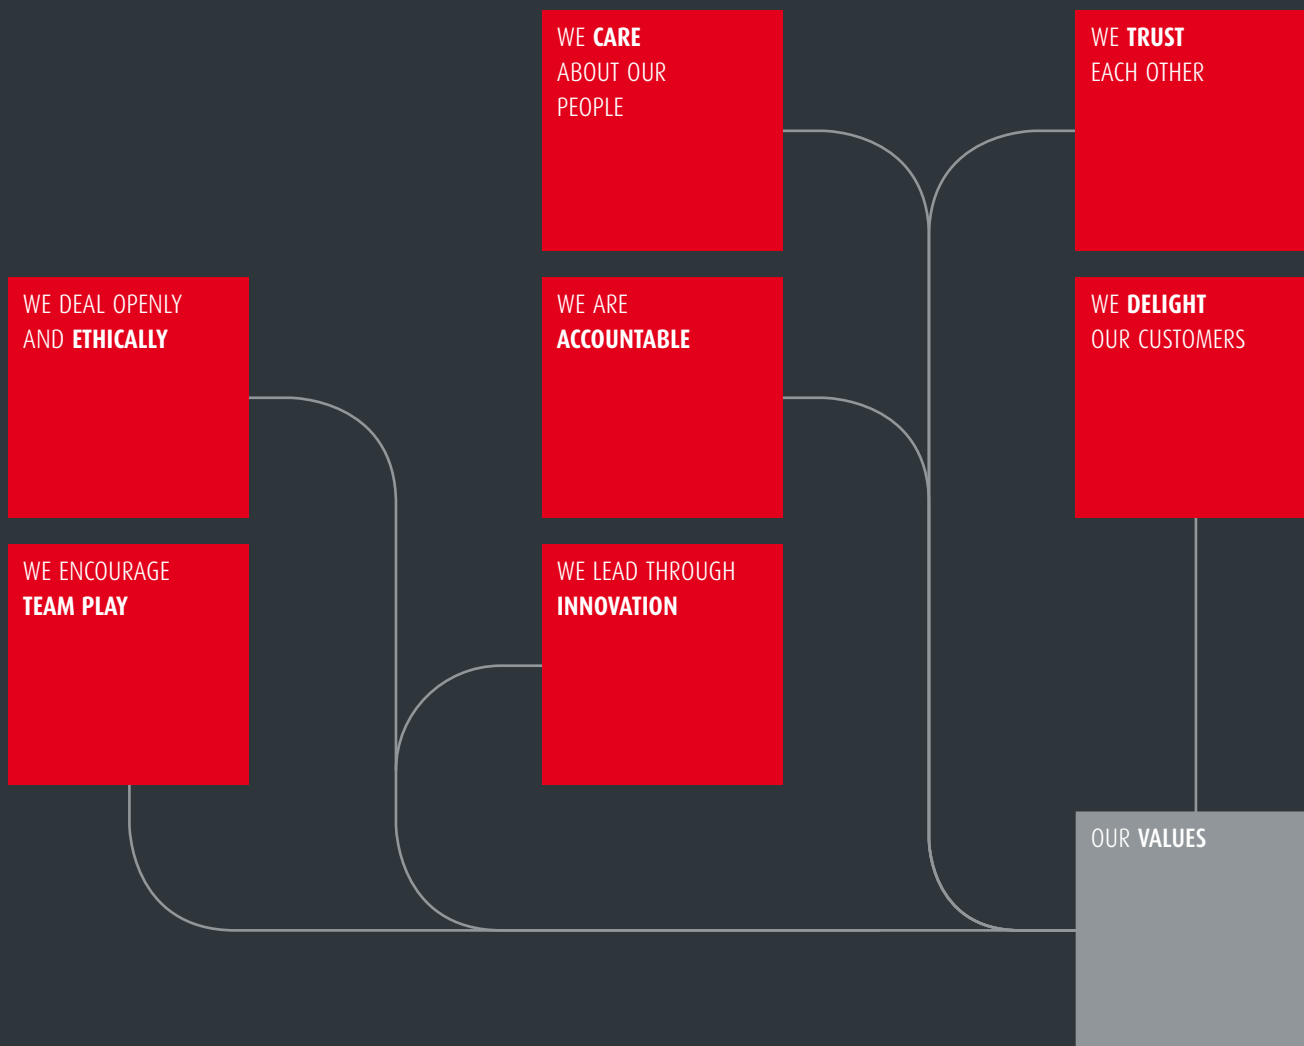 WE CARE
ABOUT OUR
PEOPLE
WE TRUST
EACH OTHER
WE DEAL OPENLY
AND ETHICALLY
WE ARE
ACCOUNTABLE
WE DELIGHT
OUR CUSTOMERS
WE ENCOURAGE
TEAM PLAY
WE LEAD THROUGH
INNOVATION
OUR VALUES